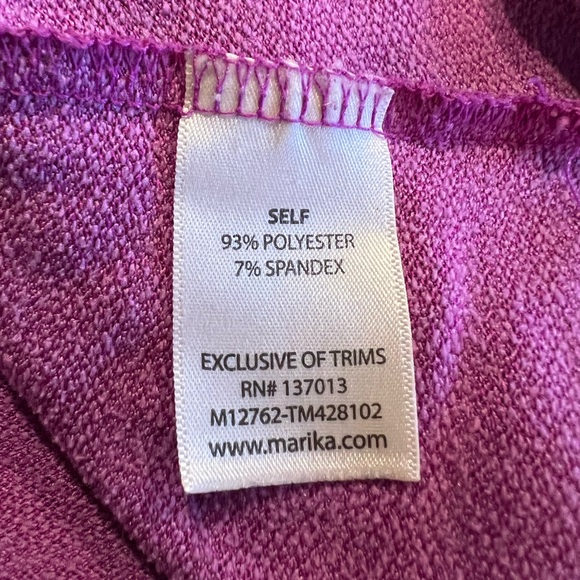 SELF
93% POLYESTER
7% SPANDEX
EXCLUSIVE OF TRIMS
RN# 137013
M12762-TM428102
www.marika.com